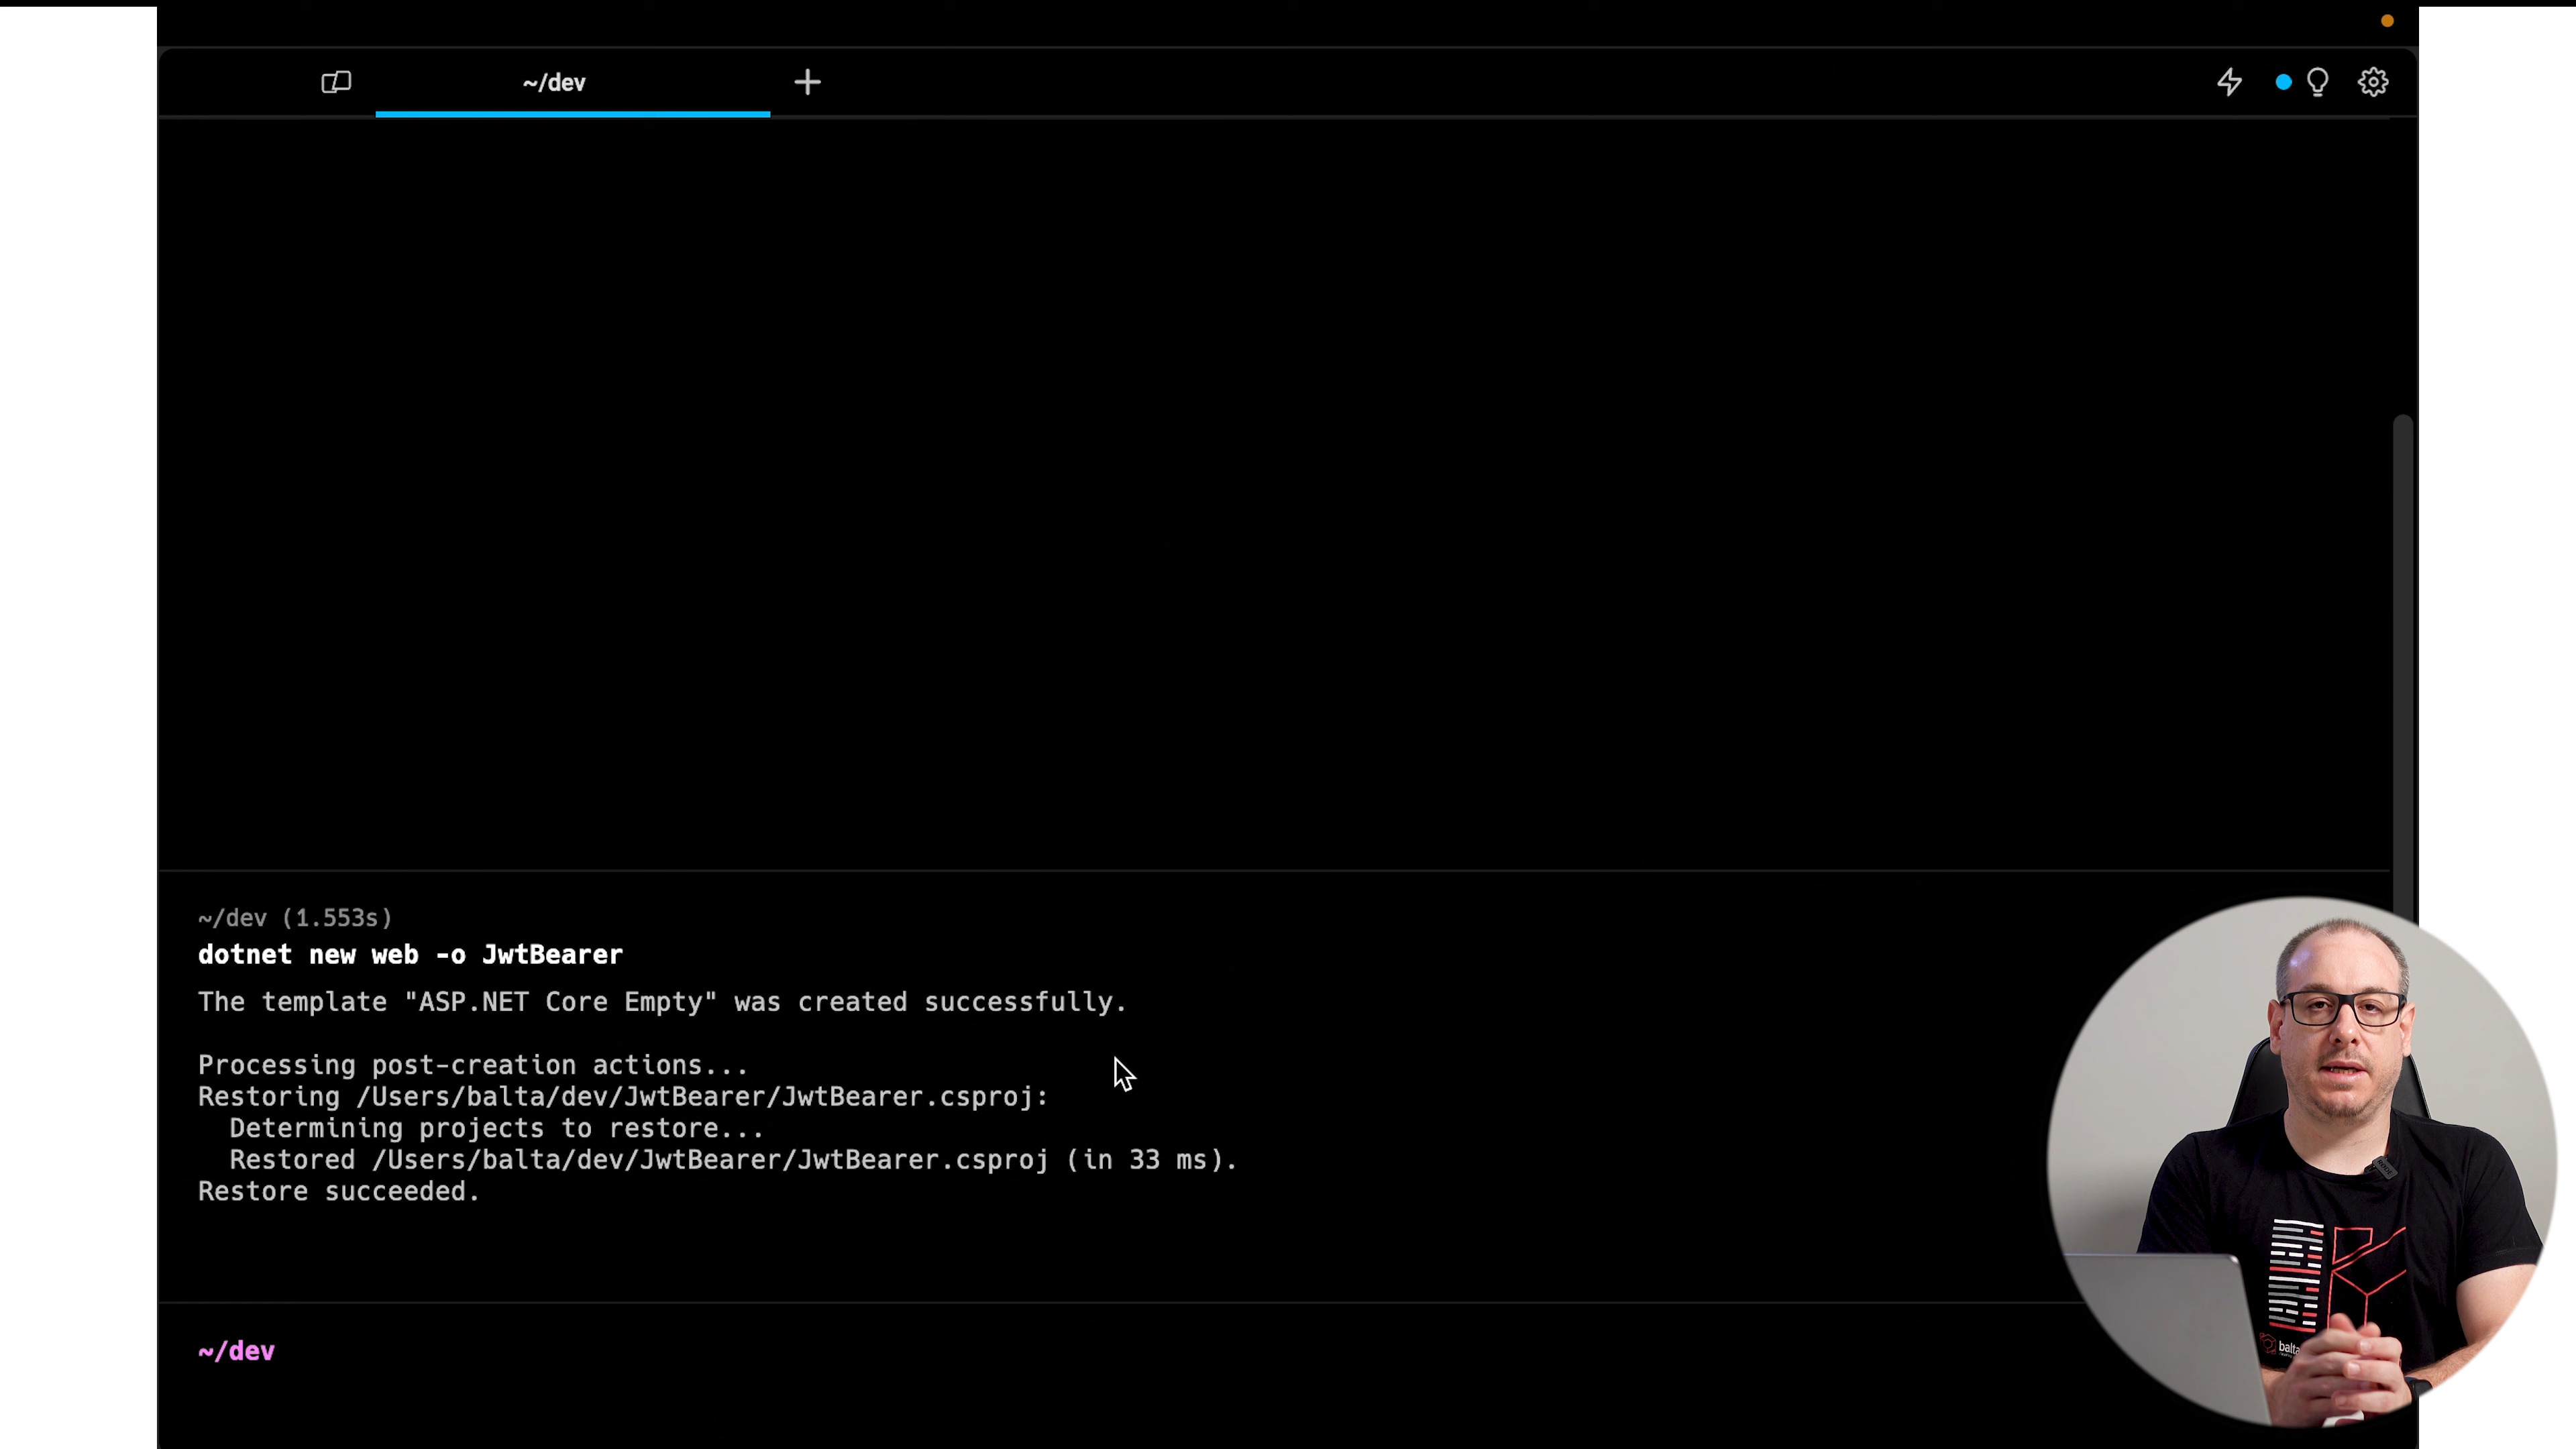 ~/dev
~/dev (1.553s)
dotnet new web -o JwtBearer
The template "ASP.NET Core Empty" was created successfully.
Processing post-creation actions...
Restoring /Users/balta/dev/JwtBearer/JwtBearer.csproj:
  Determining projects to restore...
  Restored /Users/balta/dev/JwtBearer/JwtBearer.csproj (in 33 ms).
Restore succeeded.
~/dev